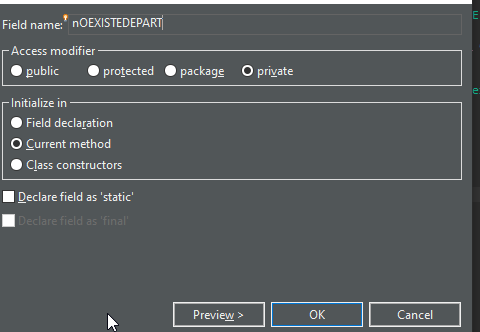 Field name: nOEXISTEDEPART
Access modifier
public protected package private
Initialize in
Field declaration
Current method
Class constructors
Declare field as 'static'
Declare field as 'final'
Preview > OK Cancel